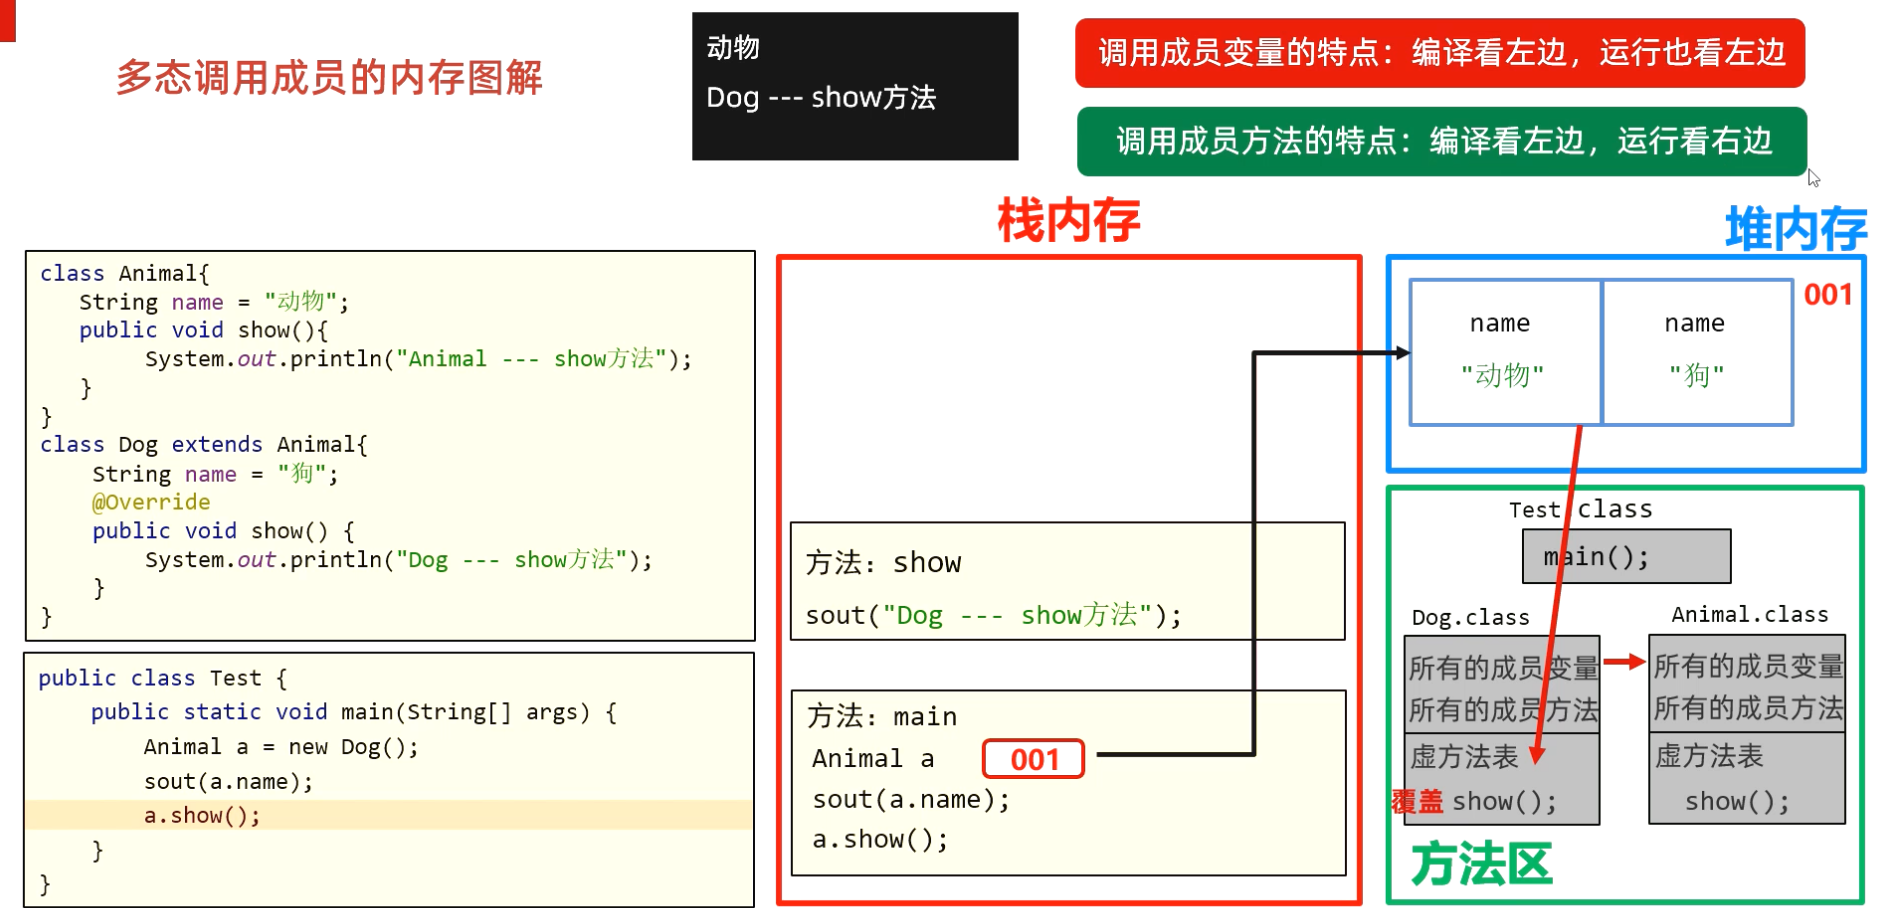 多态调用成员的内存图解
动物
Dog --- show方法
调用成员变量的特点：编译看左边，运行也看左边
调用成员方法的特点：编译看左边，运行看右边
class Animal{
String name = "动物";
public void show(){
System.out.println("Animal --- show方法");
}
}
class Dog extends Animal{
String name = "狗";
@Override
public void show() {
System.out.println("Dog --- show方法");
}
}
public class Test {
public static void main(String[] args) {
Animal a = new Dog();
sout(a.name);
a.show();
}
}
栈内存
方法：show
sout("Dog --- show方法");
方法：main
Animal a 001
sout(a.name);
a.show();
堆内存
001
name
"动物"
name
"狗"
Test.class
main();
Dog.class
所有的成员变量
所有的成员方法
虚方法表
覆盖 show();
Animal.class
所有的成员变量
所有的成员方法
虚方法表
show();
方法区